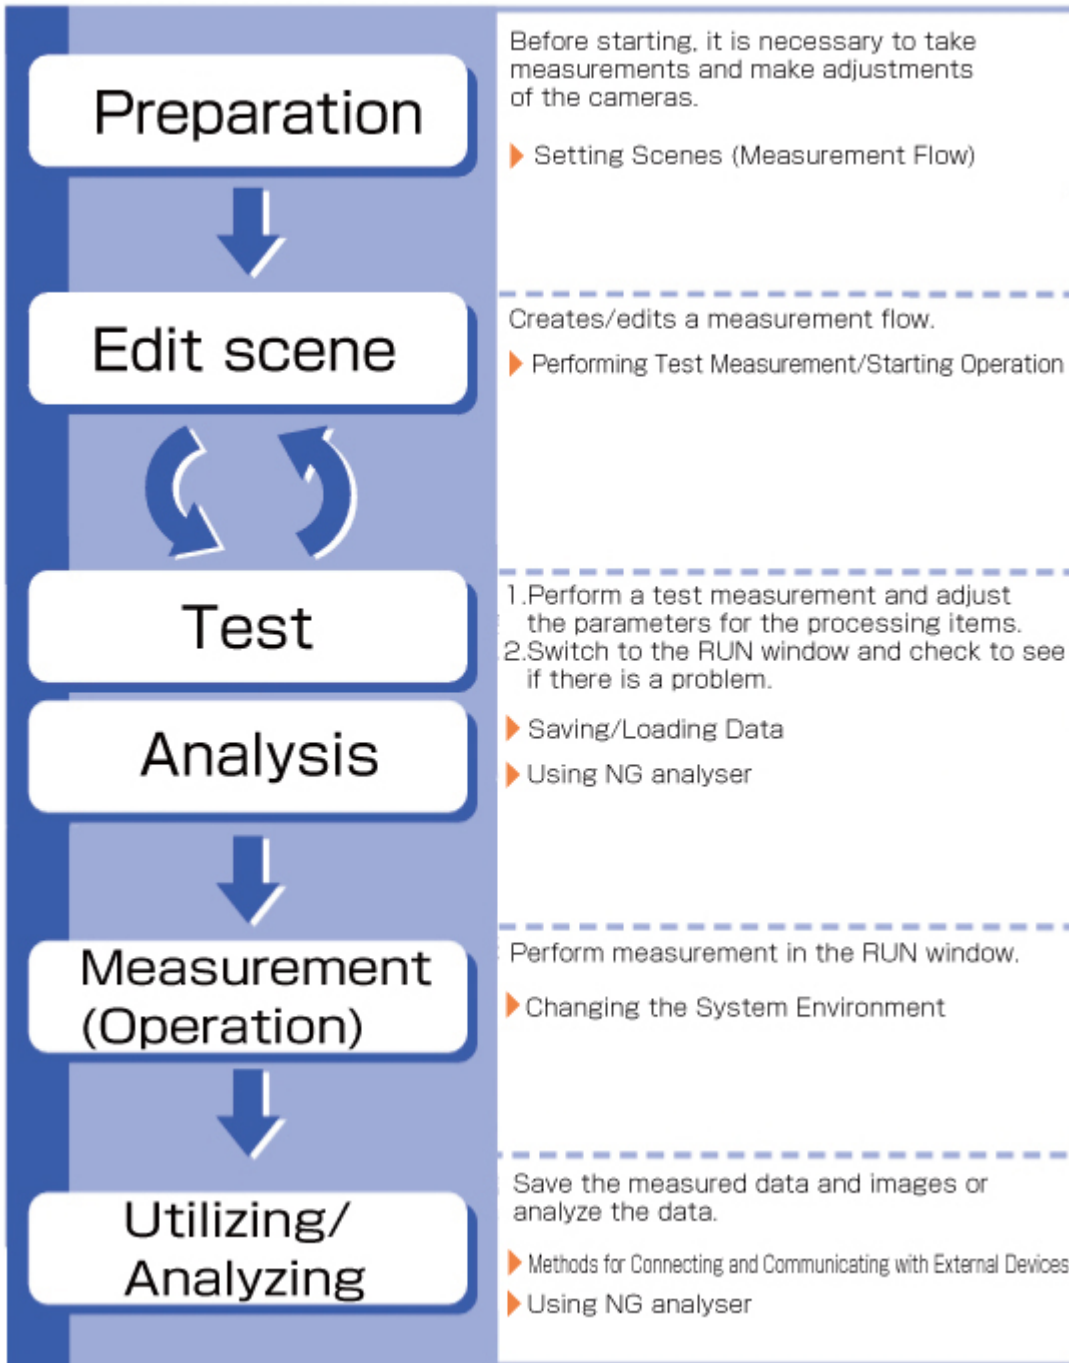 Preparation
Before starting, it is necessary to take
measurements and make adjustments
of the cameras.
Setting Scenes (Measurement Flow)
Edit scene
Creates/edits a measurement flow.
Performing Test Measurement/Starting Operation
Test
1.Perform a test measurement and adjust
the parameters for the processing items.
2.Switch to the RUN window and check to see
if there is a problem.
Analysis
Saving/Loading Data
Using NG analyser
Measurement
(Operation)
Perform measurement in the RUN window.
Changing the System Environment
Utilizing/
Analyzing
Save the measured data and images or
analyze the data.
Methods for Connecting and Communicating with External Devices
Using NG analyser